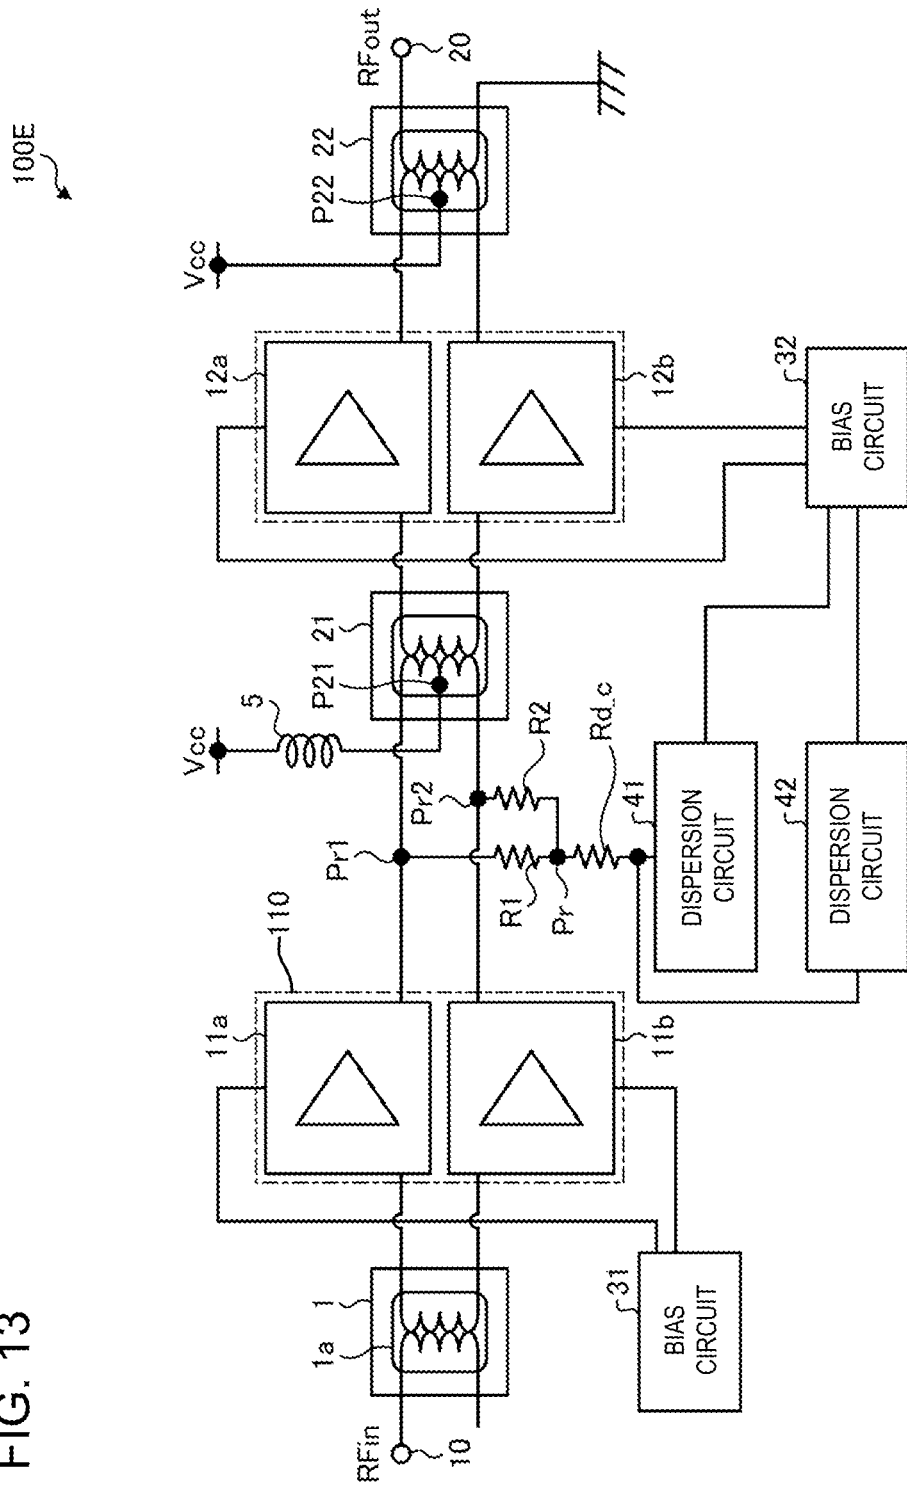 FIG. 13
100E
RFin
10
1
1a
BIAS
CIRCUIT
31
11a
11b
110
Pr1
Pr2
R1
R2
Pr
Rd_c
Vcc
5
P21
21
DISPERSION
CIRCUIT
41
DISPERSION
CIRCUIT
42
12a
12b
BIAS
CIRCUIT
32
Vcc
P22
22
RFout
20